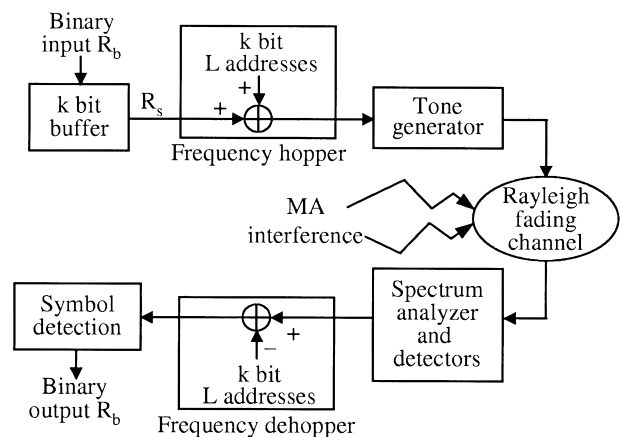 Binary
input R_b
k bit
buffer
R_s
k bit
L addresses
+
+
Frequency hopper
Tone
generator
MA
interference
Rayleigh
fading
channel
Spectrum
analyzer
and
detectors
+
−
k bit
L addresses
Frequency dehopper
Symbol
detection
Binary
output R_b